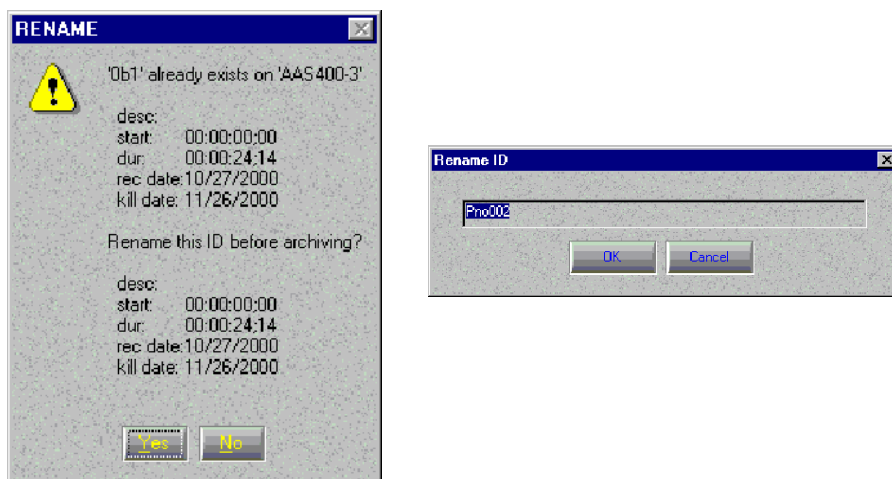 RENAME
'0b1' already exists on 'AAS400-3'
desc:
start: 00:00:00;00
dur: 00:00:24;14
rec date:10/27/2000
kill date: 11/26/2000
Rename this ID before archiving?
desc:
start: 00:00:00;00
dur: 00:00:24;14
rec date:10/27/2000
kill date: 11/26/2000
Yes No
Rename ID
Pno002
OK Cancel